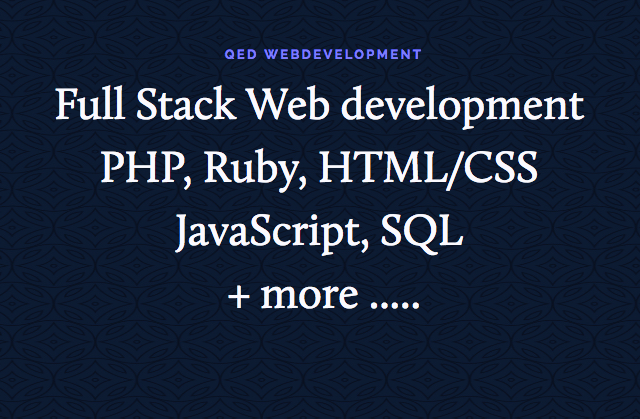 QED WEBDEVELOPMENT
Full Stack Web development
PHP, Ruby, HTML/CSS
JavaScript, SQL
+ more .....